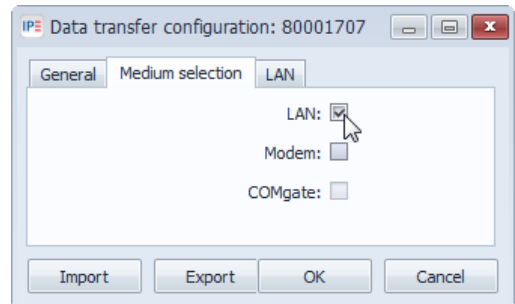 IPE Data transfer configuration: 80001707
General Medium selection LAN
LAN:
Modem:
COMgate:
Import Export OK Cancel